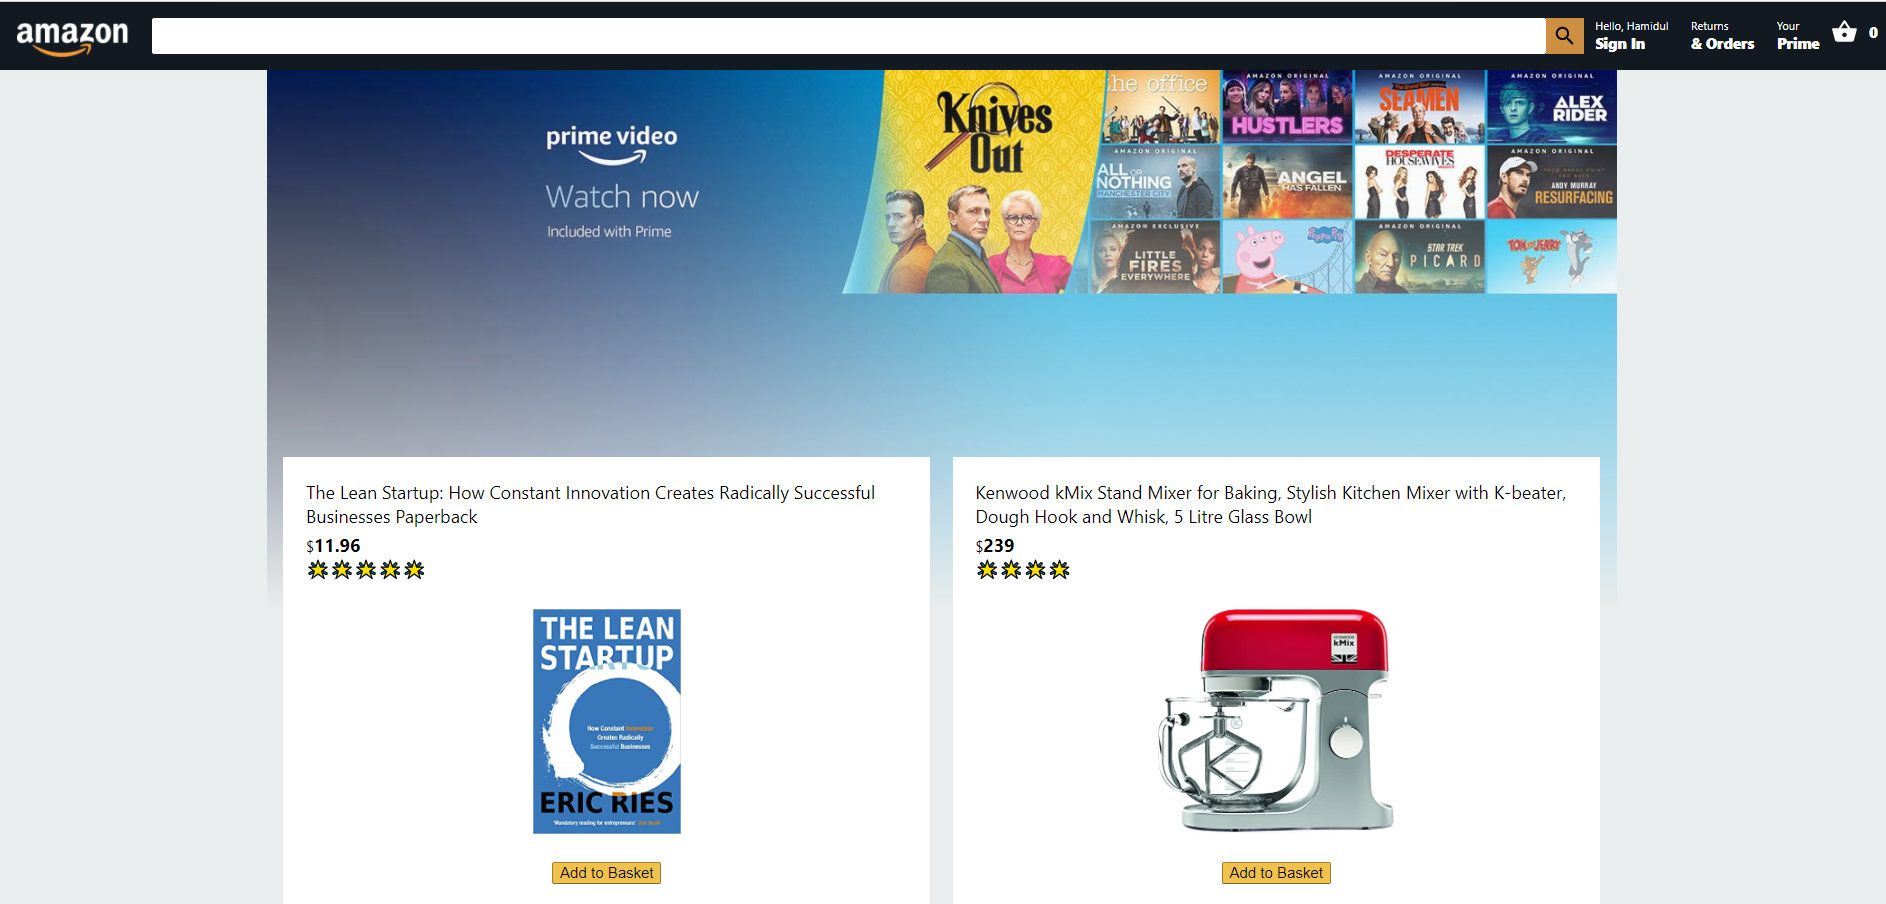 amazon
Hello, Hamidul
Sign In
Returns
& Orders
Your
Prime
0
prime video
Watch now
Included with Prime
Knives
Out
the office
AMAZON ORIGINAL
HUSTLERS
AMAZON ORIGINAL
The Grand Tour
SEAMEN
AMAZON ORIGINAL
ALEX
RIDER
AMAZON ORIGINAL
ALL OR
NOTHING
MANCHESTER CITY
ANGEL
HAS FALLEN
DESPERATE
HOUSEWIVES
AMAZON ORIGINAL
ANDY MURRAY
RESURFACING
AMAZON EXCLUSIVE
LITTLE
FIRES
EVERYWHERE
Peppa Pig
AMAZON ORIGINAL
STAR TREK
PICARD
TOM and JERRY
The Lean Startup: How Constant Innovation Creates Radically Successful
Businesses Paperback
$11.96
THE LEAN
STARTUP
How Constant Innovation
Creates Radically
Successful Businesses
ERIC RIES
'Mandatory reading for entrepreneurs'
Add to Basket
Kenwood kMix Stand Mixer for Baking, Stylish Kitchen Mixer with K-beater,
Dough Hook and Whisk, 5 Litre Glass Bowl
$239
KENWOOD
kMix
K
Add to Basket